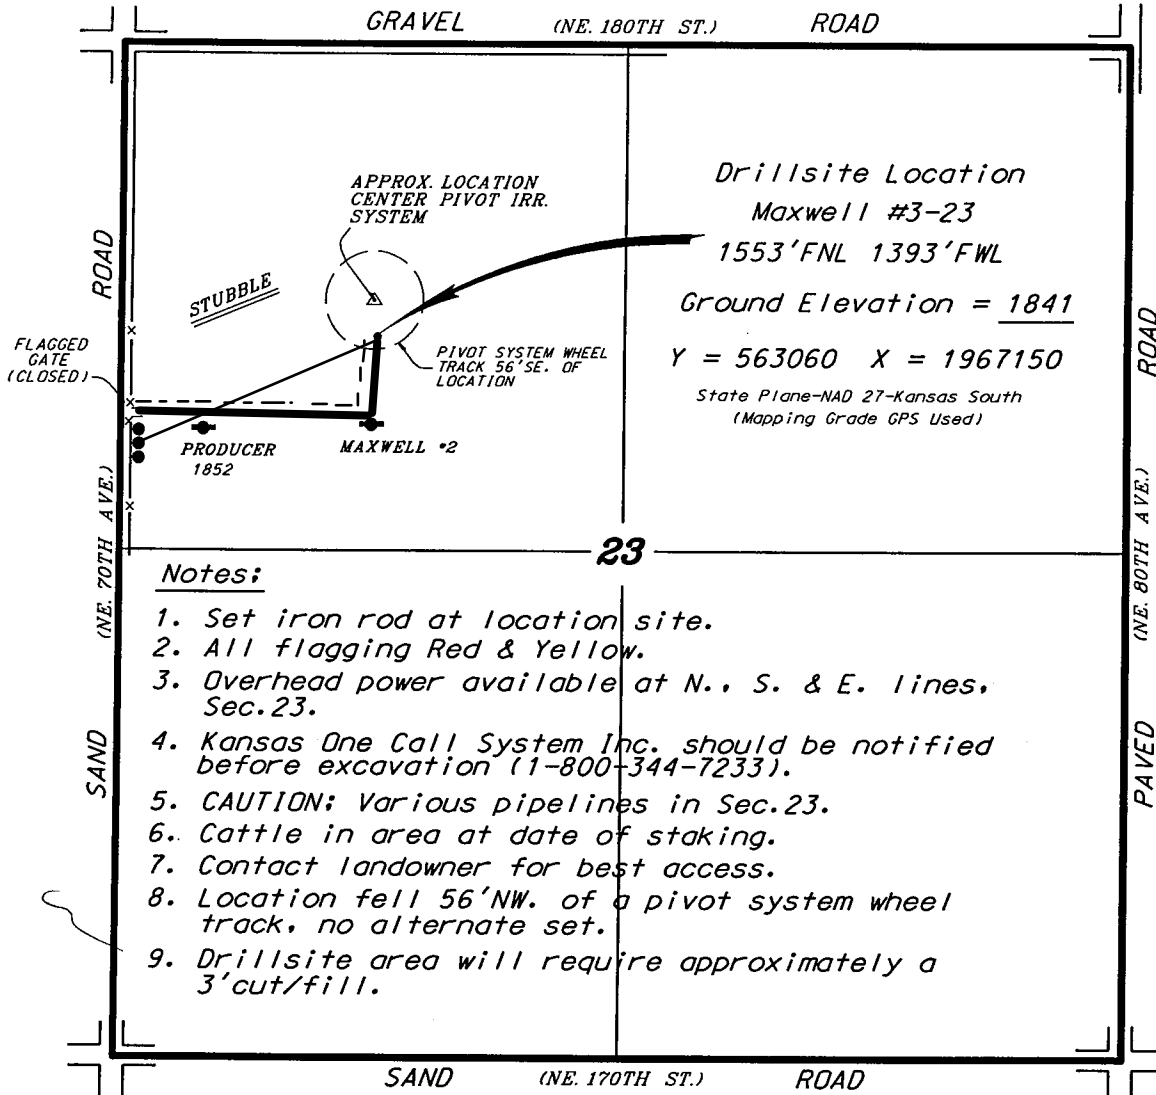 GRAVEL (NE. 180TH ST.) ROAD
Drillsite Location
Maxwell #3-23
1553'FNL 1393'FWL
Ground Elevation = 1841
Y = 563060 X = 1967150
State Plane-NAD 27-Kansas South
(Mapping Grade GPS Used)
APPROX. LOCATION
CENTER PIVOT IRR.
SYSTEM
STUBBLE
FLAGGED
GATE
(CLOSED)
PIVOT SYSTEM WHEEL
TRACK 56'SE. OF
LOCATION
PRODUCER
1852
MAXWELL #2
SAND (NE. 70TH AVE.) ROAD
PAVED (NE. 80TH AVE.) ROAD
23
Notes:
1. Set iron rod at location site.
2. All flagging Red & Yellow.
3. Overhead power available at N., S. & E. lines,
Sec.23.
4. Kansas One Call System Inc. should be notified
before excavation (1-800-344-7233).
5. CAUTION: Various pipelines in Sec.23.
6. Cattle in area at date of staking.
7. Contact landowner for best access.
8. Location fell 56'NW. of a pivot system wheel
track, no alternate set.
9. Drillsite area will require approximately a
3'cut/fill.
SAND (NE. 170TH ST.) ROAD